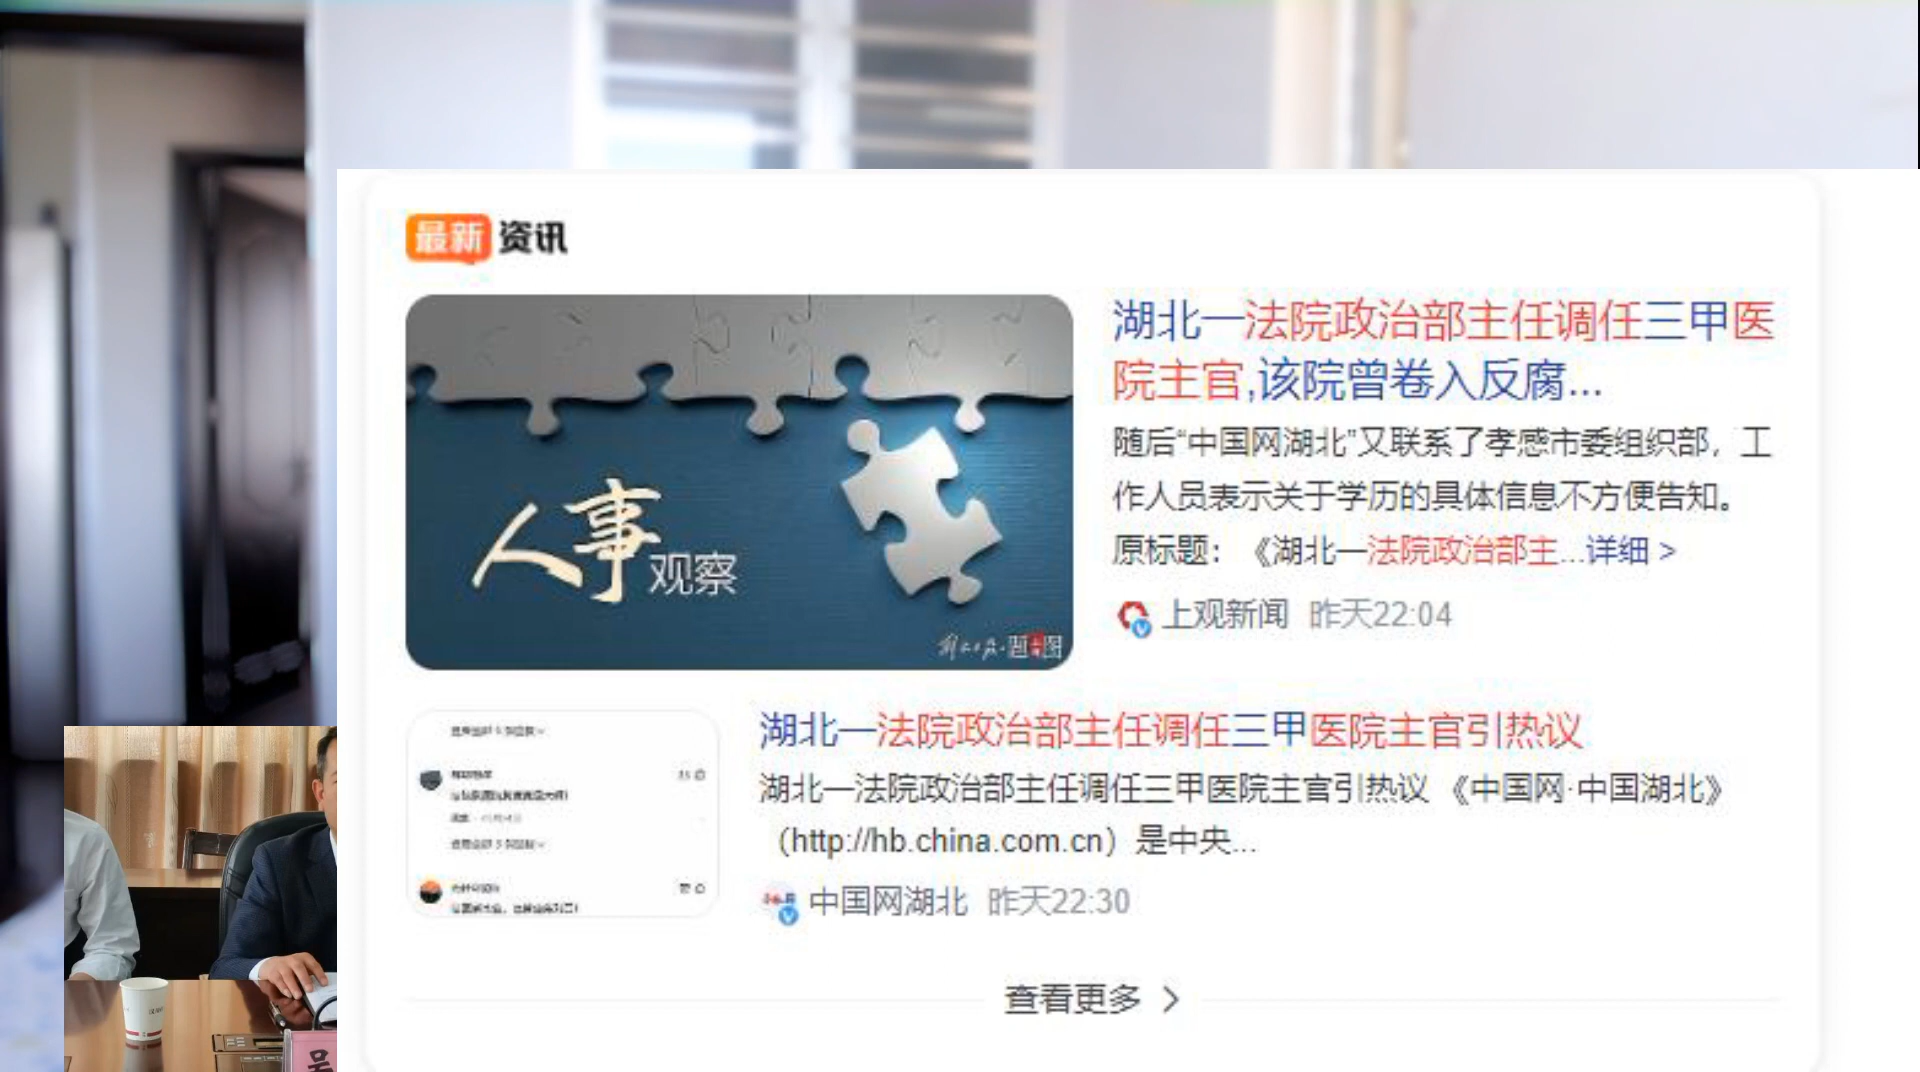 最新 资讯
湖北一法院政治部主任调任三甲医
院主官,该院曾卷入反腐...
随后“中国网湖北”又联系了孝感市委组织部，工
作人员表示关于学历的具体信息不方便告知。
原标题：《湖北一法院政治部主...详细 >
上观新闻 昨天22:04
人事观察
湖北一法院政治部主任调任三甲医院主官引热议
湖北一法院政治部主任调任三甲医院主官引热议 《中国网·中国湖北》
（http://hb.china.com.cn）是中央...
中国网湖北 昨天22:30
查看更多 >